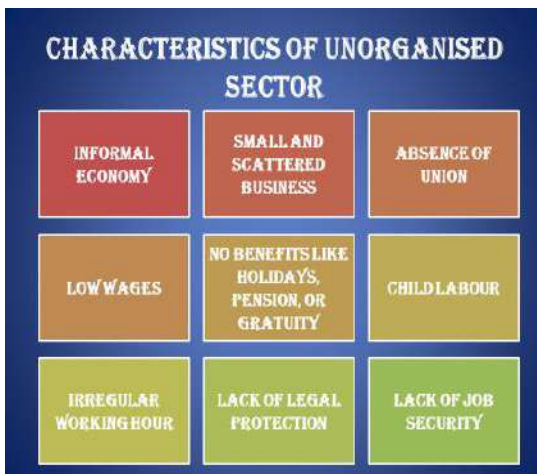 CHARACTERISTICS OF UNORGANISED
SECTOR
INFORMAL
ECONOMY
SMALL AND
SCATTERED
BUSINESS
ABSENCE OF
UNION
LOW WAGES
NO BENEFITS LIKE
HOLIDAYS,
PENSION, OR
GRATUITY
CHILD LABOUR
IRREGULAR
WORKING HOUR
LACK OF LEGAL
PROTECTION
LACK OF JOB
SECURITY